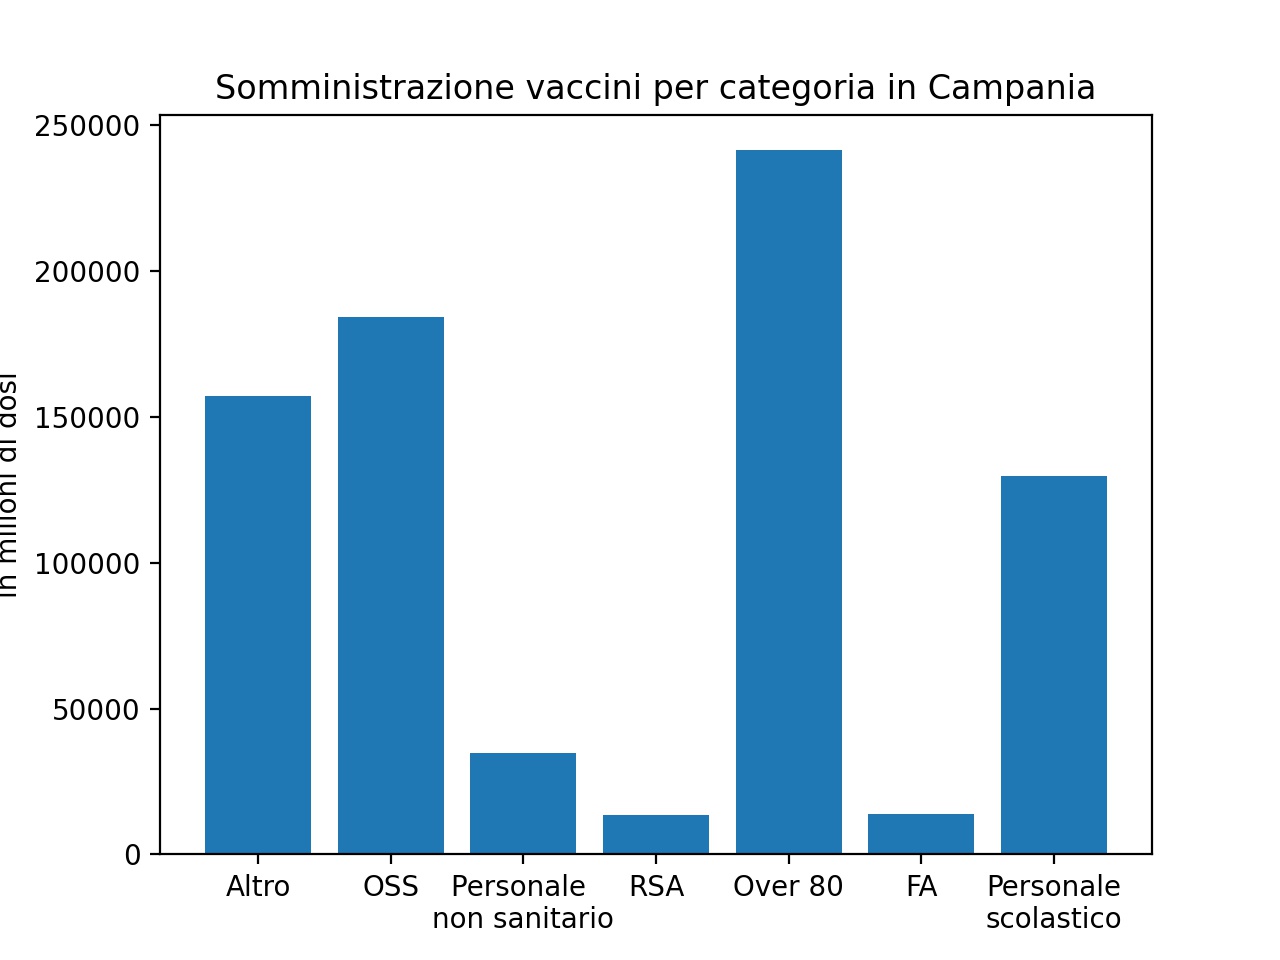 Somministrazione vaccini per categoria in Campania
250000
200000
150000
100000
50000
0
in milioni di dosi
Altro
OSS
Personale
non sanitario
RSA
Over 80
FA
Personale
scolastico